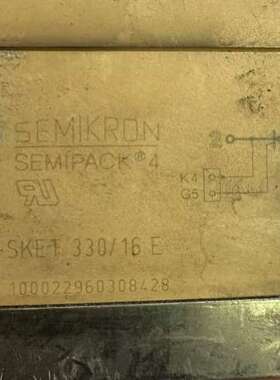 SEMIKRON
SEMIPACK® 4
2
K4
G5
SKET 330/16 E
100022960308428